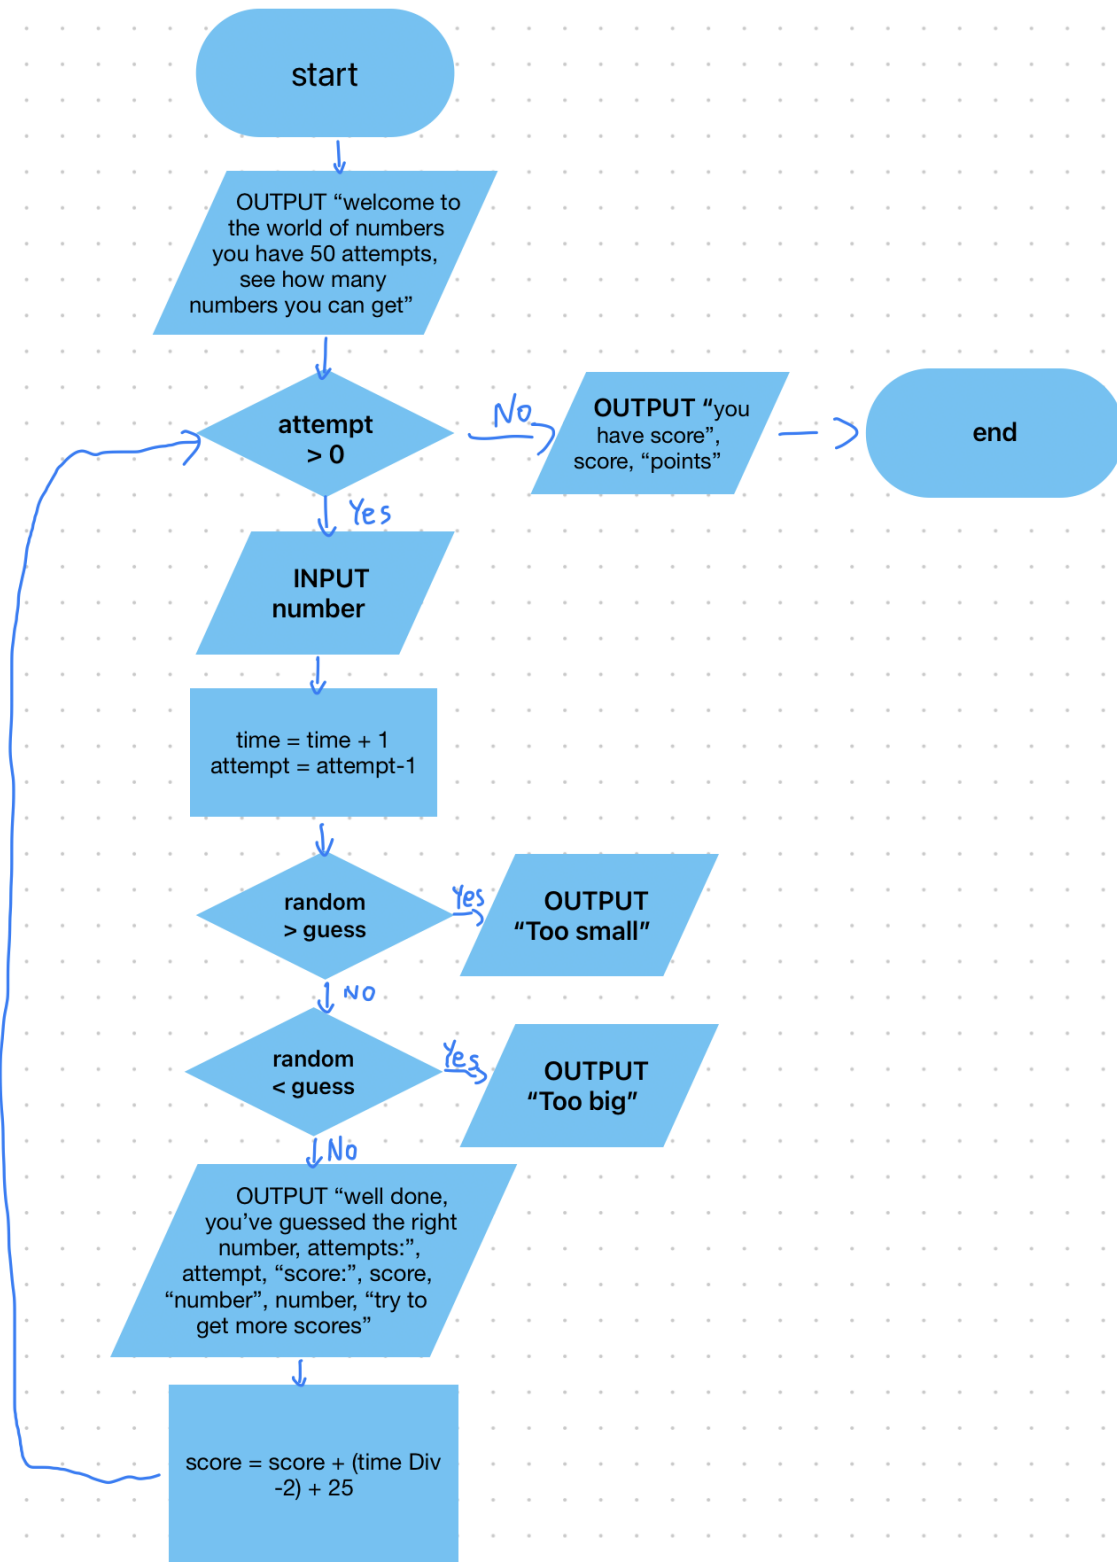 start
OUTPUT “welcome to
the world of numbers
you have 50 attempts,
see how many
numbers you can get”
attempt
> 0
No
OUTPUT “you
have score”,
score, “points”
end
Yes
INPUT
number
time = time + 1
attempt = attempt-1
random
> guess
Yes
OUTPUT
“Too small”
NO
random
< guess
Yes
OUTPUT
“Too big”
No
OUTPUT “well done,
you’ve guessed the right
number, attempts:”,
attempt, “score:”, score,
“number”, number, “try to
get more scores”
score = score + (time Div
-2) + 25